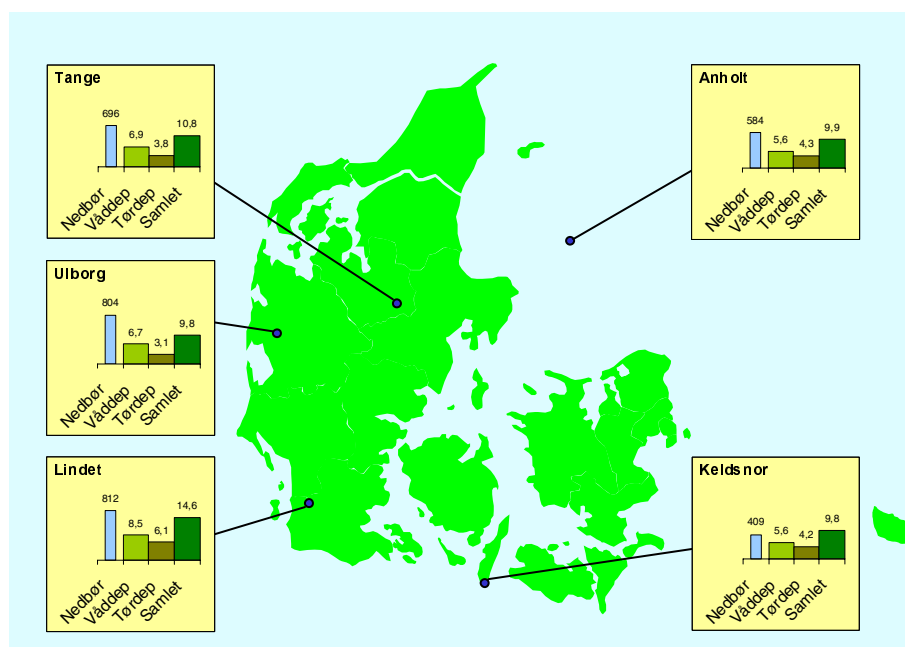 Tange
696
6,9
3,8
10,8
Nedbør
Våddep
Tørdep
Samlet
Ulborg
804
6,7
3,1
9,8
Nedbør
Våddep
Tørdep
Samlet
Lindet
812
8,5
6,1
14,6
Nedbør
Våddep
Tørdep
Samlet
Anholt
584
5,6
4,3
9,9
Nedbør
Våddep
Tørdep
Samlet
Keldsnor
409
5,6
4,2
9,8
Nedbør
Våddep
Tørdep
Samlet